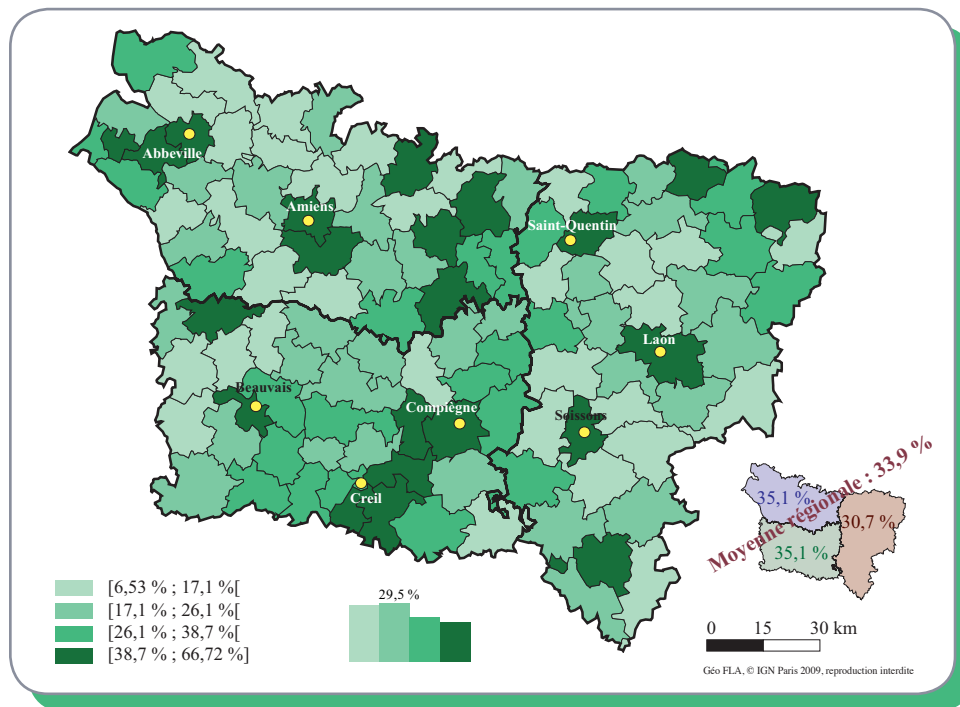 Abbeville
Amiens
Saint-Quentin
Laon
Beauvais
Compiègne
Soissons
Creil
Moyenne régionale : 33,9 %
35,1 %
30,7 %
35,1 %
[6,53 % ; 17,1 %[
[17,1 % ; 26,1 %[
[26,1 % ; 38,7 %[
[38,7 % ; 66,72 %]
29,5 %
0 15 30 km
Géo FLA, © IGN Paris 2009, reproduction interdite